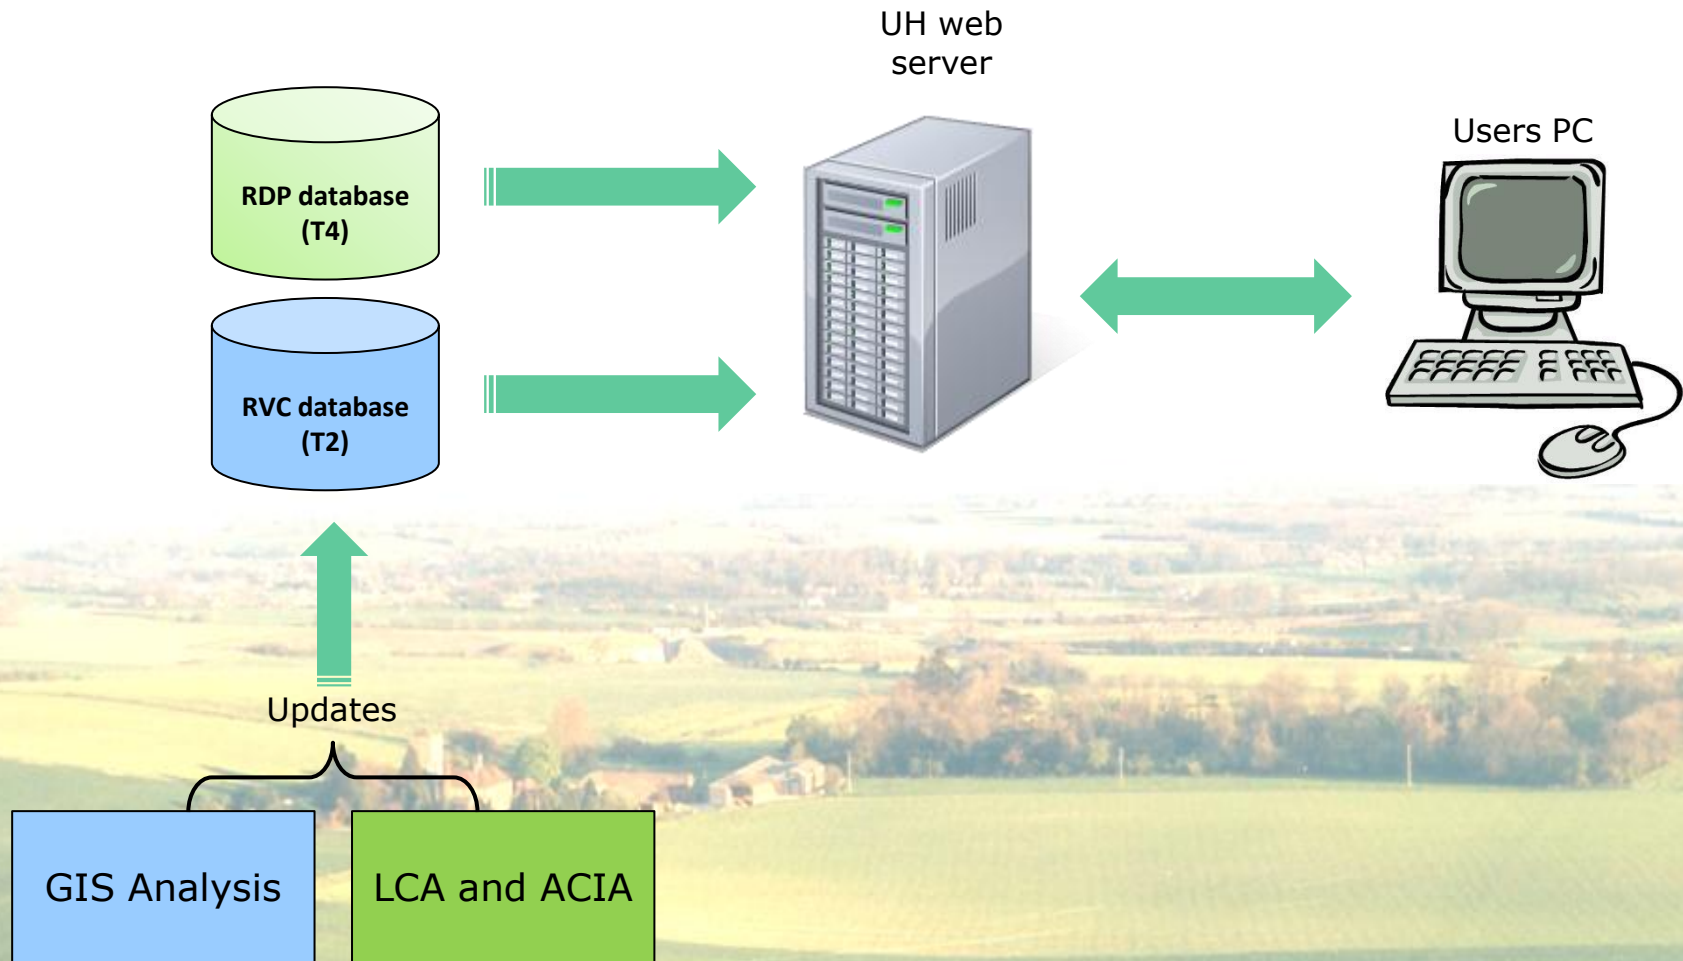 UH web
server
Users PC
RDP database
(T4)
RVC database
(T2)
Updates
GIS Analysis
LCA and ACIA